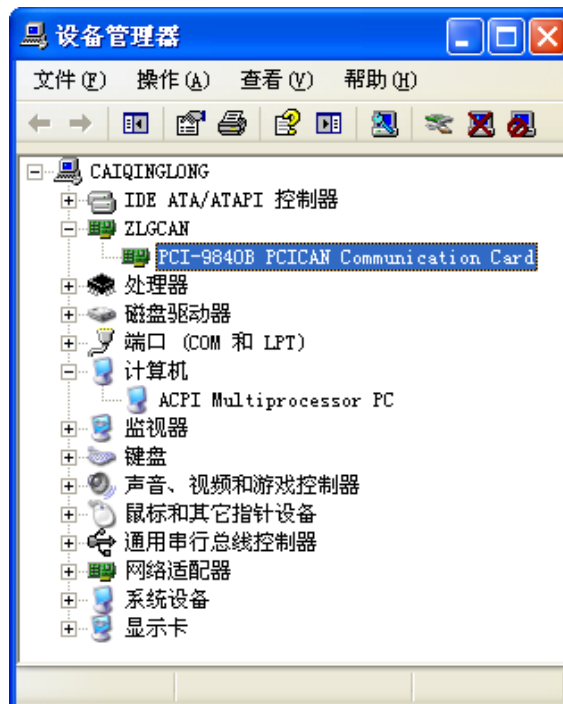 设备管理器
文件(F) 操作(A) 查看(V) 帮助(H)
CAIQINGLONG
IDE ATA/ATAPI 控制器
ZLGCAN
PCI-9840B PCICAN Communication Card
处理器
磁盘驱动器
端口 (COM 和 LPT)
计算机
ACPI Multiprocessor PC
监视器
键盘
声音、视频和游戏控制器
鼠标和其它指针设备
通用串行总线控制器
网络适配器
系统设备
显示卡